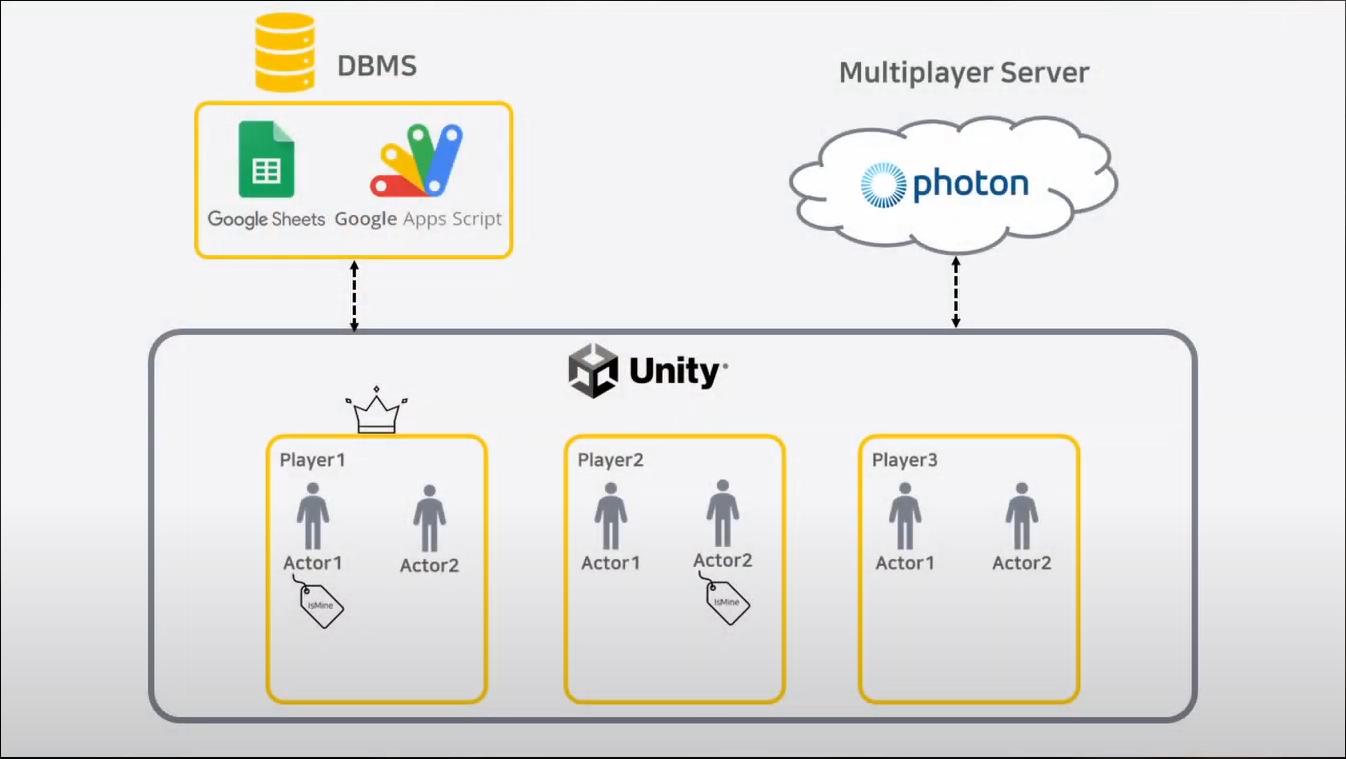 DBMS
Multiplayer Server
photon
Google Sheets
Google Apps Script
Unity
Player1
Actor1
Actor2
IsMine
Player2
Actor1
Actor2
IsMine
Player3
Actor1
Actor2